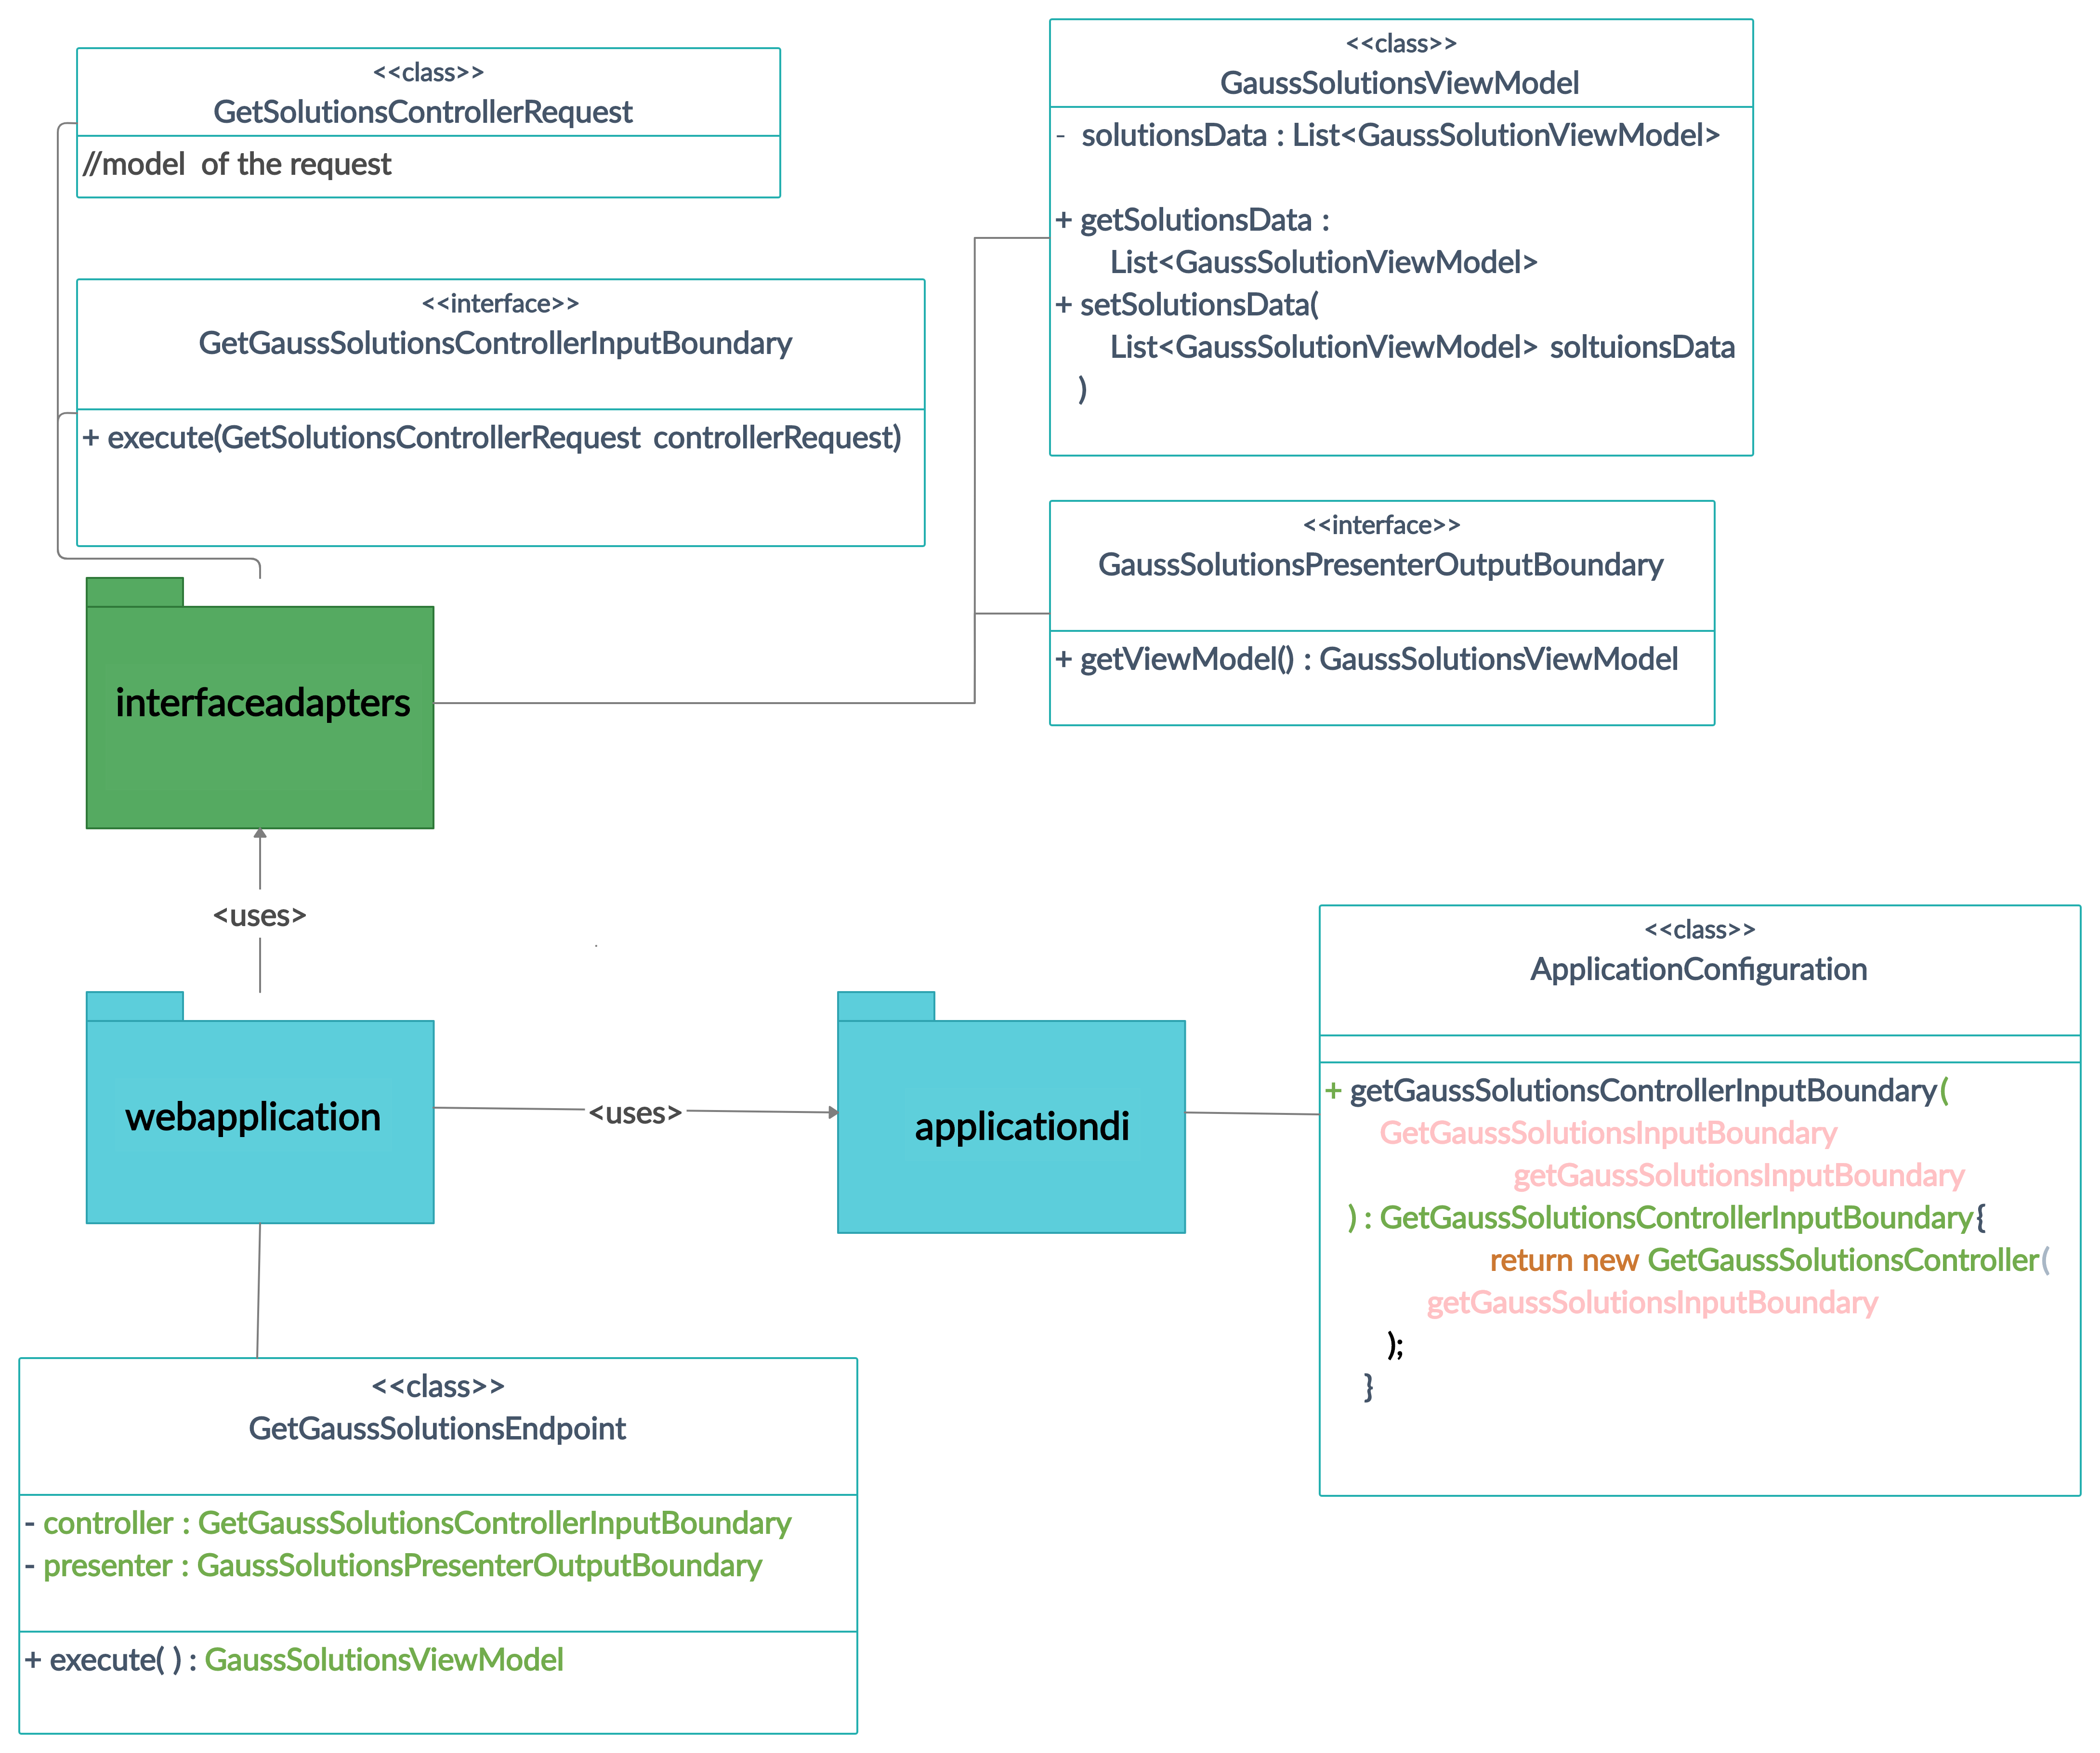 <<class>>
GetSolutionsControllerRequest
//model  of the request
<<interface>>
GetGaussSolutionsControllerInputBoundary
+ execute(GetSolutionsControllerRequest controllerRequest)
<<class>>
GaussSolutionsViewModel
-  solutionsData : List<GaussSolutionViewModel>
+ getSolutionsData :
List<GaussSolutionViewModel>
+ setSolutionsData(
List<GaussSolutionViewModel> soltuionsData
)
<<interface>>
GaussSolutionsPresenterOutputBoundary
+ getViewModel() : GaussSolutionsViewModel
interfaceadapters
<uses>
webapplication
<uses>
applicationdi
<<class>>
ApplicationConfiguration
+ getGaussSolutionsControllerInputBoundary(
GetGaussSolutionsInputBoundary
getGaussSolutionsInputBoundary
) : GetGaussSolutionsControllerInputBoundary{
return new GetGaussSolutionsController(
getGaussSolutionsInputBoundary
);
}
<<class>>
GetGaussSolutionsEndpoint
- controller : GetGaussSolutionsControllerInputBoundary
- presenter : GaussSolutionsPresenterOutputBoundary
+ execute( ) : GaussSolutionsViewModel